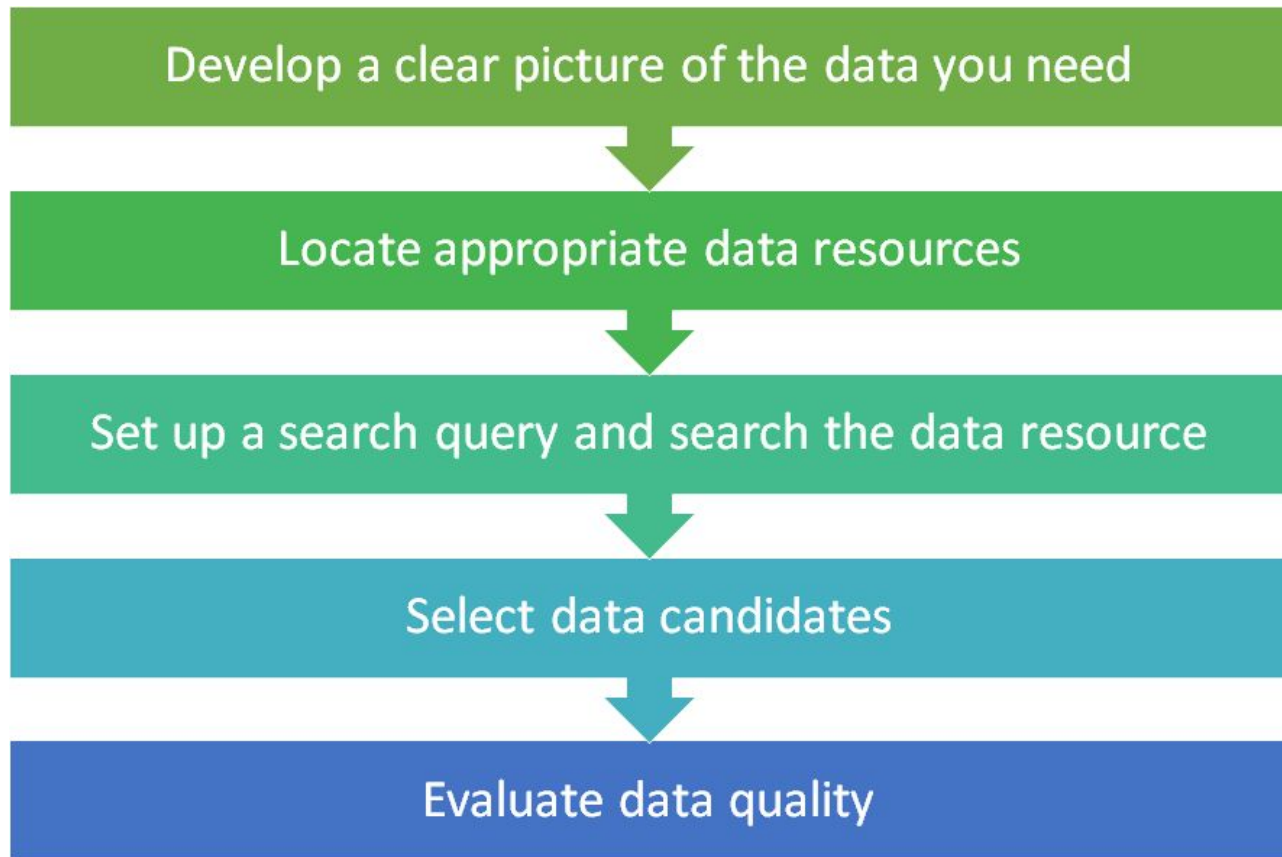 Develop a clear picture of the data you need
Locate appropriate data resources
Set up a search query and search the data resource
Select data candidates
Evaluate data quality